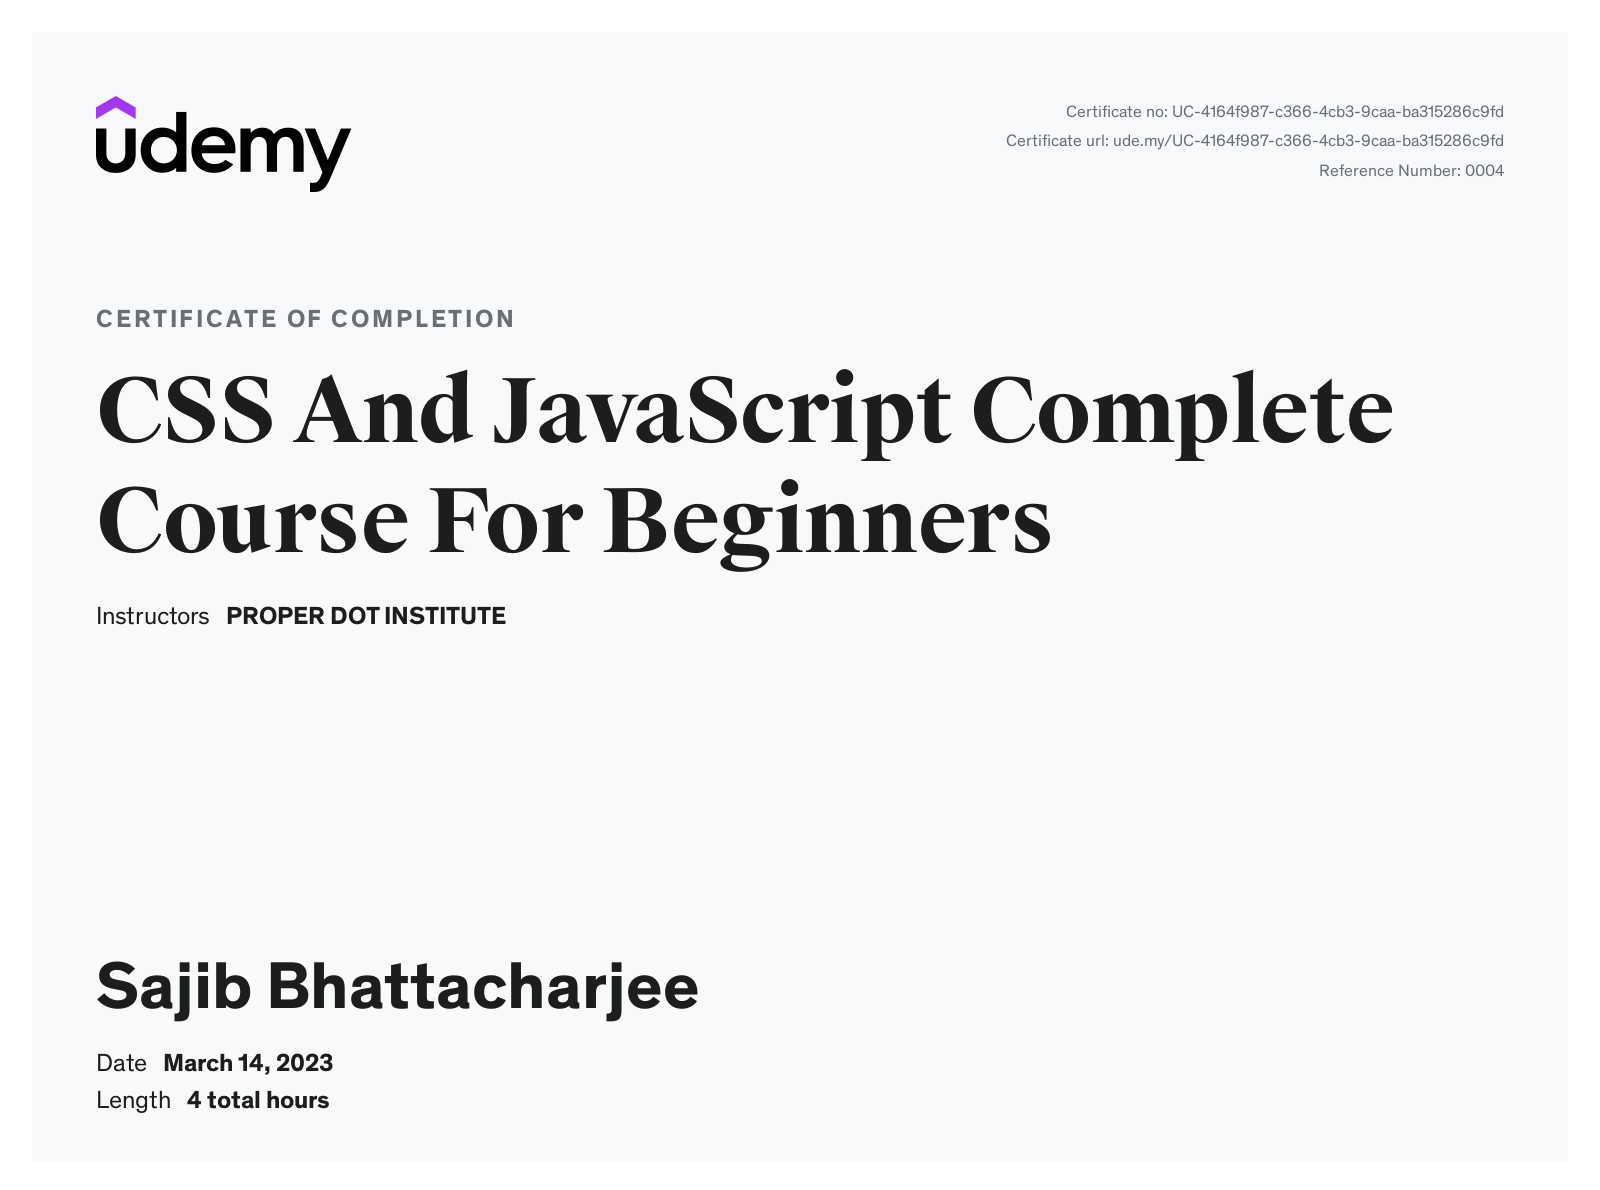 udemy
Certificate no: UC-4164f987-c366-4cb3-9caa-ba315286c9fd
Certificate url: ude.my/UC-4164f987-c366-4cb3-9caa-ba315286c9fd
Reference Number: 0004
CERTIFICATE OF COMPLETION
CSS And JavaScript Complete
Course For Beginners
Instructors PROPER DOT INSTITUTE
Sajib Bhattacharjee
Date March 14, 2023
Length 4 total hours